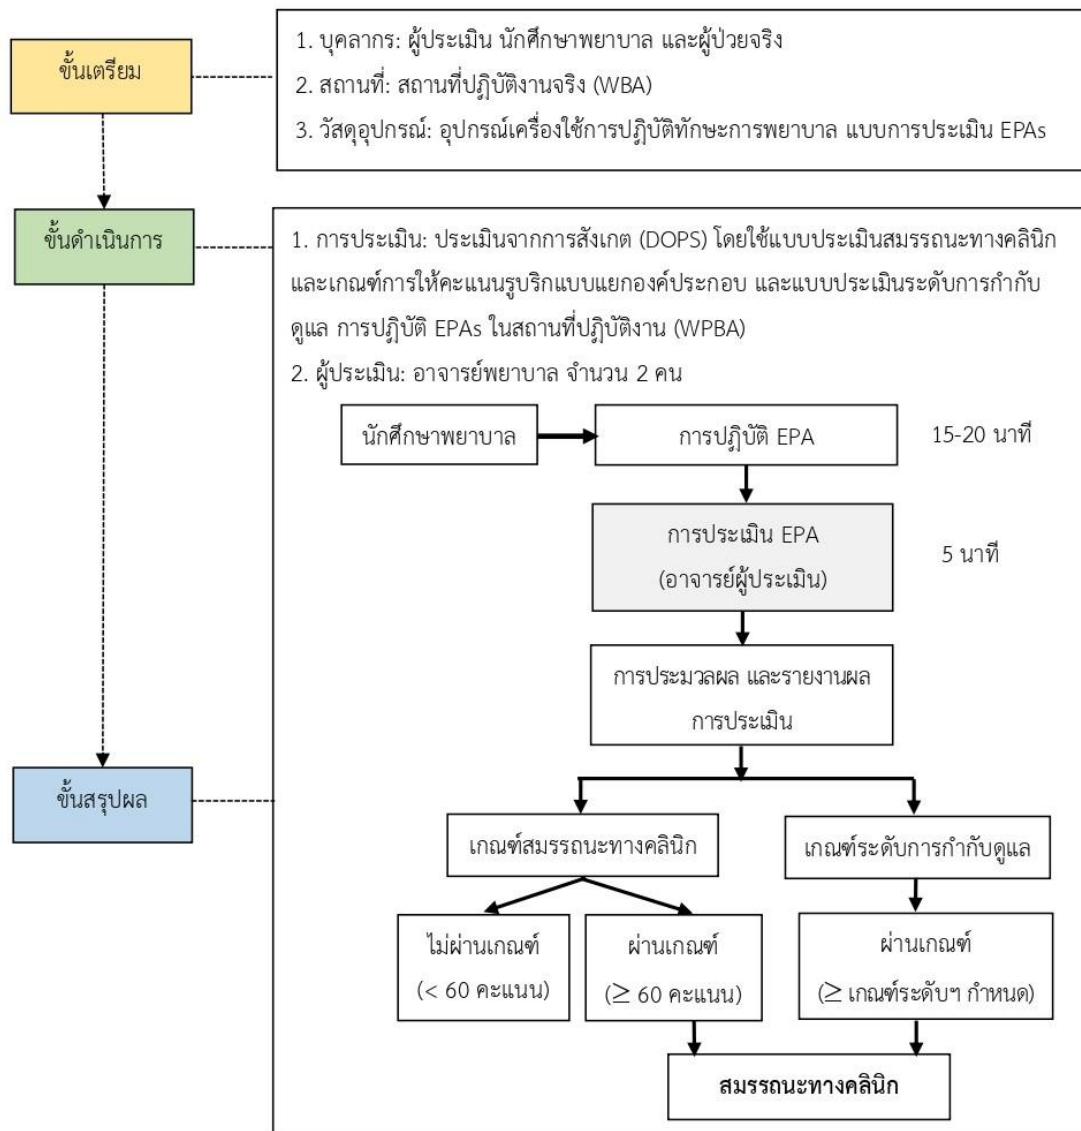 ขั้นเตรียม
1. บุคลากร: ผู้ประเมิน นักศึกษาพยาบาล และผู้ป่วยจริง
2. สถานที่: สถานที่ปฏิบัติงานจริง (WBA)
3. วัสดุอุปกรณ์: อุปกรณ์เครื่องใช้การปฏิบัติทักษะการพยาบาล แบบการประเมิน EPAs
ขั้นดำเนินการ
1. การประเมิน: ประเมินจากการสังเกต (DOPS) โดยใช้แบบประเมินสมรรถนะทางคลินิก
และเกณฑ์การให้คะแนนรูบริกแบบแยกองค์ประกอบ และแบบประเมินระดับการกำกับ
ดูแล การปฏิบัติ EPAs ในสถานที่ปฏิบัติงาน (WPBA)
2. ผู้ประเมิน: อาจารย์พยาบาล จำนวน 2 คน
นักศึกษาพยาบาล
การปฏิบัติ EPA
15-20 นาที
การประเมิน EPA
(อาจารย์ผู้ประเมิน)
5 นาที
การประมวลผล และรายงานผล
การประเมิน
ขั้นสรุปผล
เกณฑ์สมรรถนะทางคลินิก
เกณฑ์ระดับการกำกับดูแล
ไม่ผ่านเกณฑ์
(< 60 คะแนน)
ผ่านเกณฑ์
(≥ 60 คะแนน)
ผ่านเกณฑ์
(≥ เกณฑ์ระดับฯ กำหนด)
สมรรถนะทางคลินิก